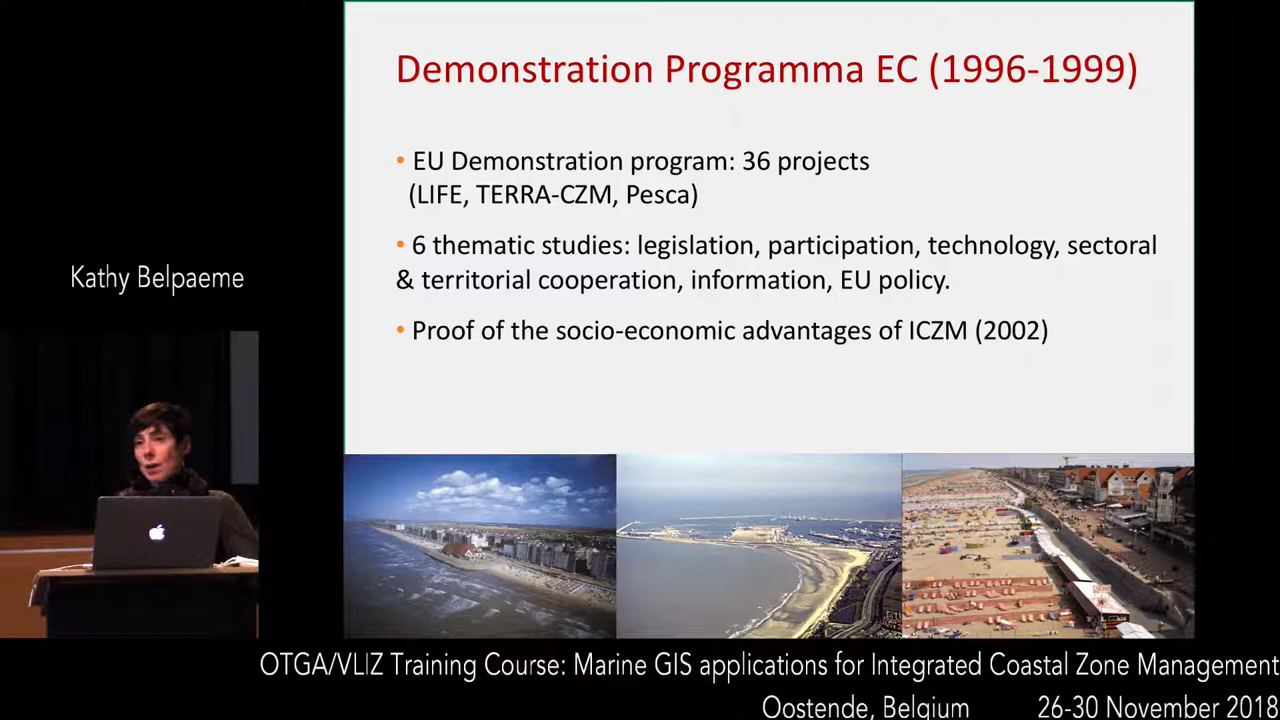 Demonstration Programma EC (1996-1999)
• EU Demonstration program: 36 projects
(LIFE, TERRA-CZM, Pesca)
• 6 thematic studies: legislation, participation, technology, sectoral
& territorial cooperation, information, EU policy.
• Proof of the socio-economic advantages of ICZM (2002)
Kathy Belpaeme
OTGA/VLIZ Training Course: Marine GIS applications for Integrated Coastal Zone Management
Oostende, Belgium 26-30 November 2018